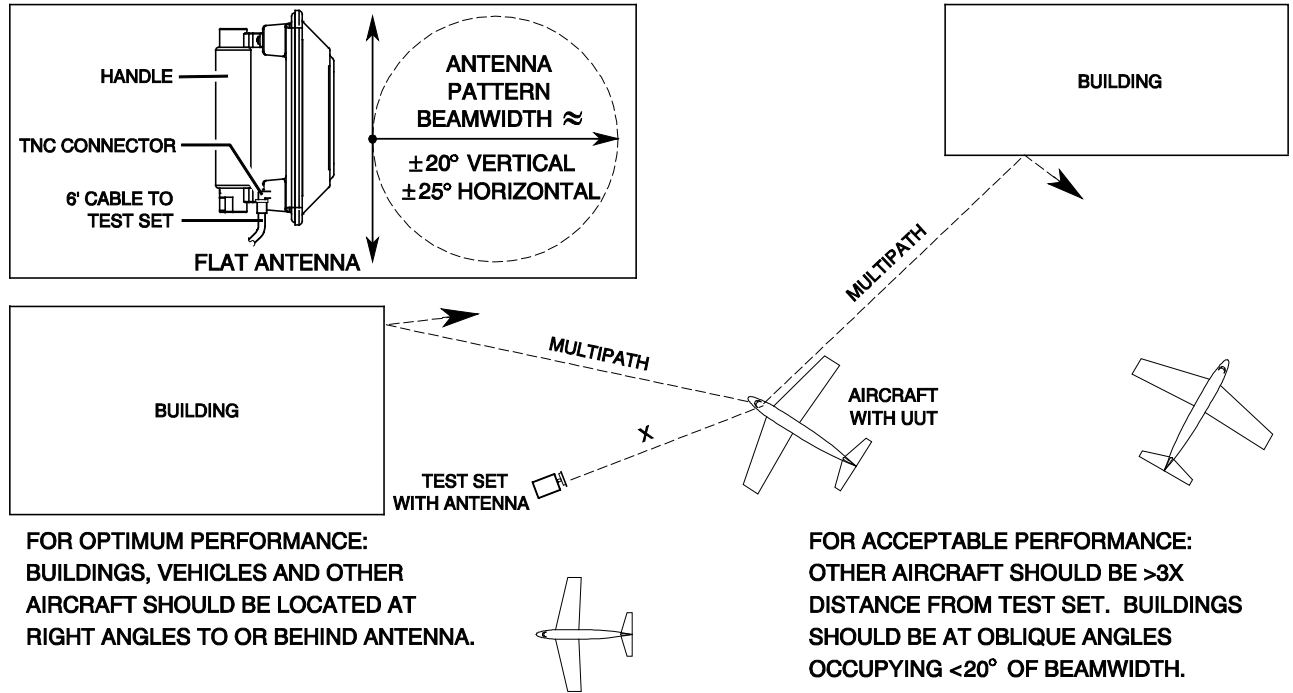 HANDLE
TNC CONNECTOR
6' CABLE TO
TEST SET
FLAT ANTENNA
ANTENNA
PATTERN
BEAMWIDTH ≈
±20° VERTICAL
±25° HORIZONTAL
BUILDING
MULTIPATH
MULTIPATH
BUILDING
AIRCRAFT
WITH UUT
X
TEST SET
WITH ANTENNA
FOR OPTIMUM PERFORMANCE:
BUILDINGS, VEHICLES AND OTHER
AIRCRAFT SHOULD BE LOCATED AT
RIGHT ANGLES TO OR BEHIND ANTENNA.
FOR ACCEPTABLE PERFORMANCE:
OTHER AIRCRAFT SHOULD BE >3X
DISTANCE FROM TEST SET. BUILDINGS
SHOULD BE AT OBLIQUE ANGLES
OCCUPYING <20° OF BEAMWIDTH.